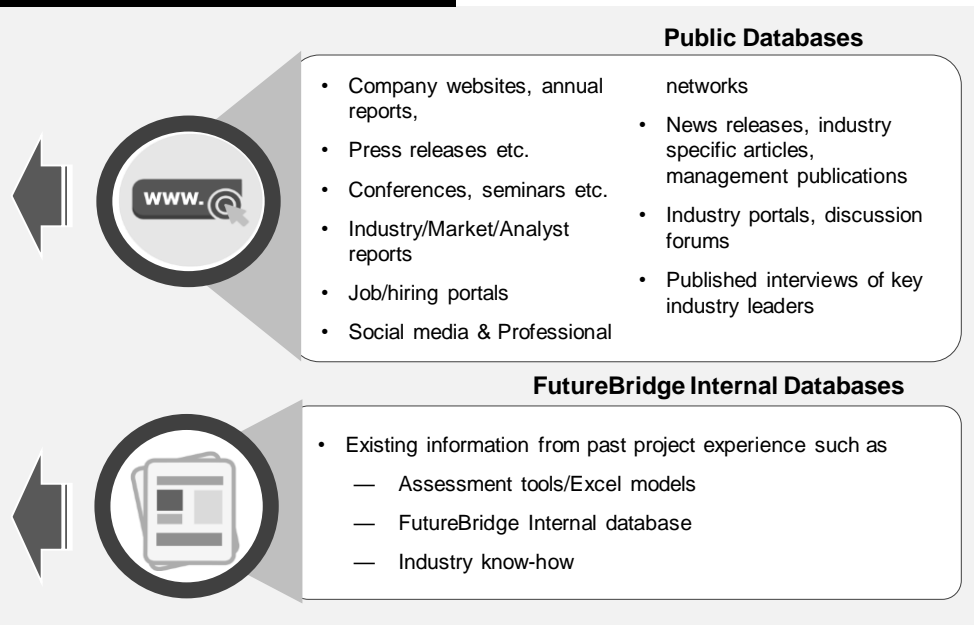 Public Databases
www.
• Company websites, annual
reports,
• Press releases etc.
• Conferences, seminars etc.
• Industry/Market/Analyst
reports
• Job/hiring portals
• Social media & Professional
networks
• News releases, industry
specific articles,
management publications
• Industry portals, discussion
forums
• Published interviews of key
industry leaders
FutureBridge Internal Databases
• Existing information from past project experience such as
— Assessment tools/Excel models
— FutureBridge Internal database
— Industry know-how